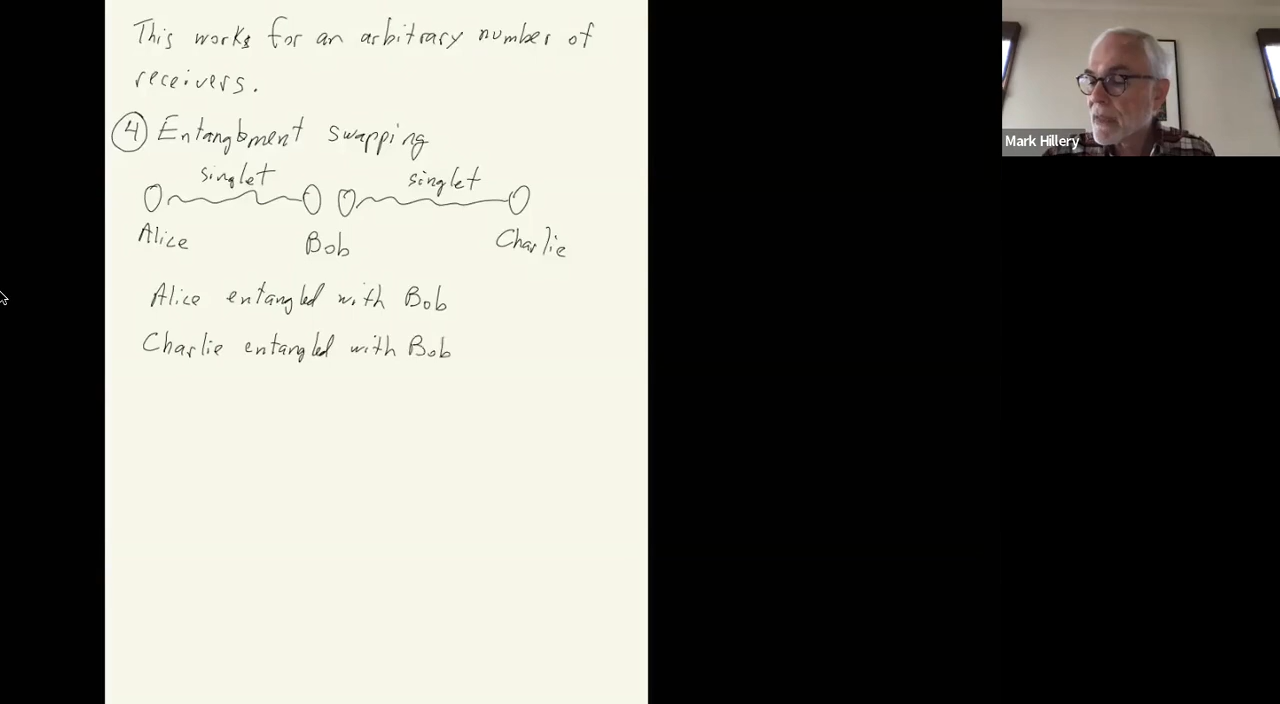 This works for an arbitrary number of
receivers.
4 Entanglement swapping
singlet singlet
Alice Bob Charlie
Alice entangled with Bob
Charlie entangled with Bob
Mark Hillery